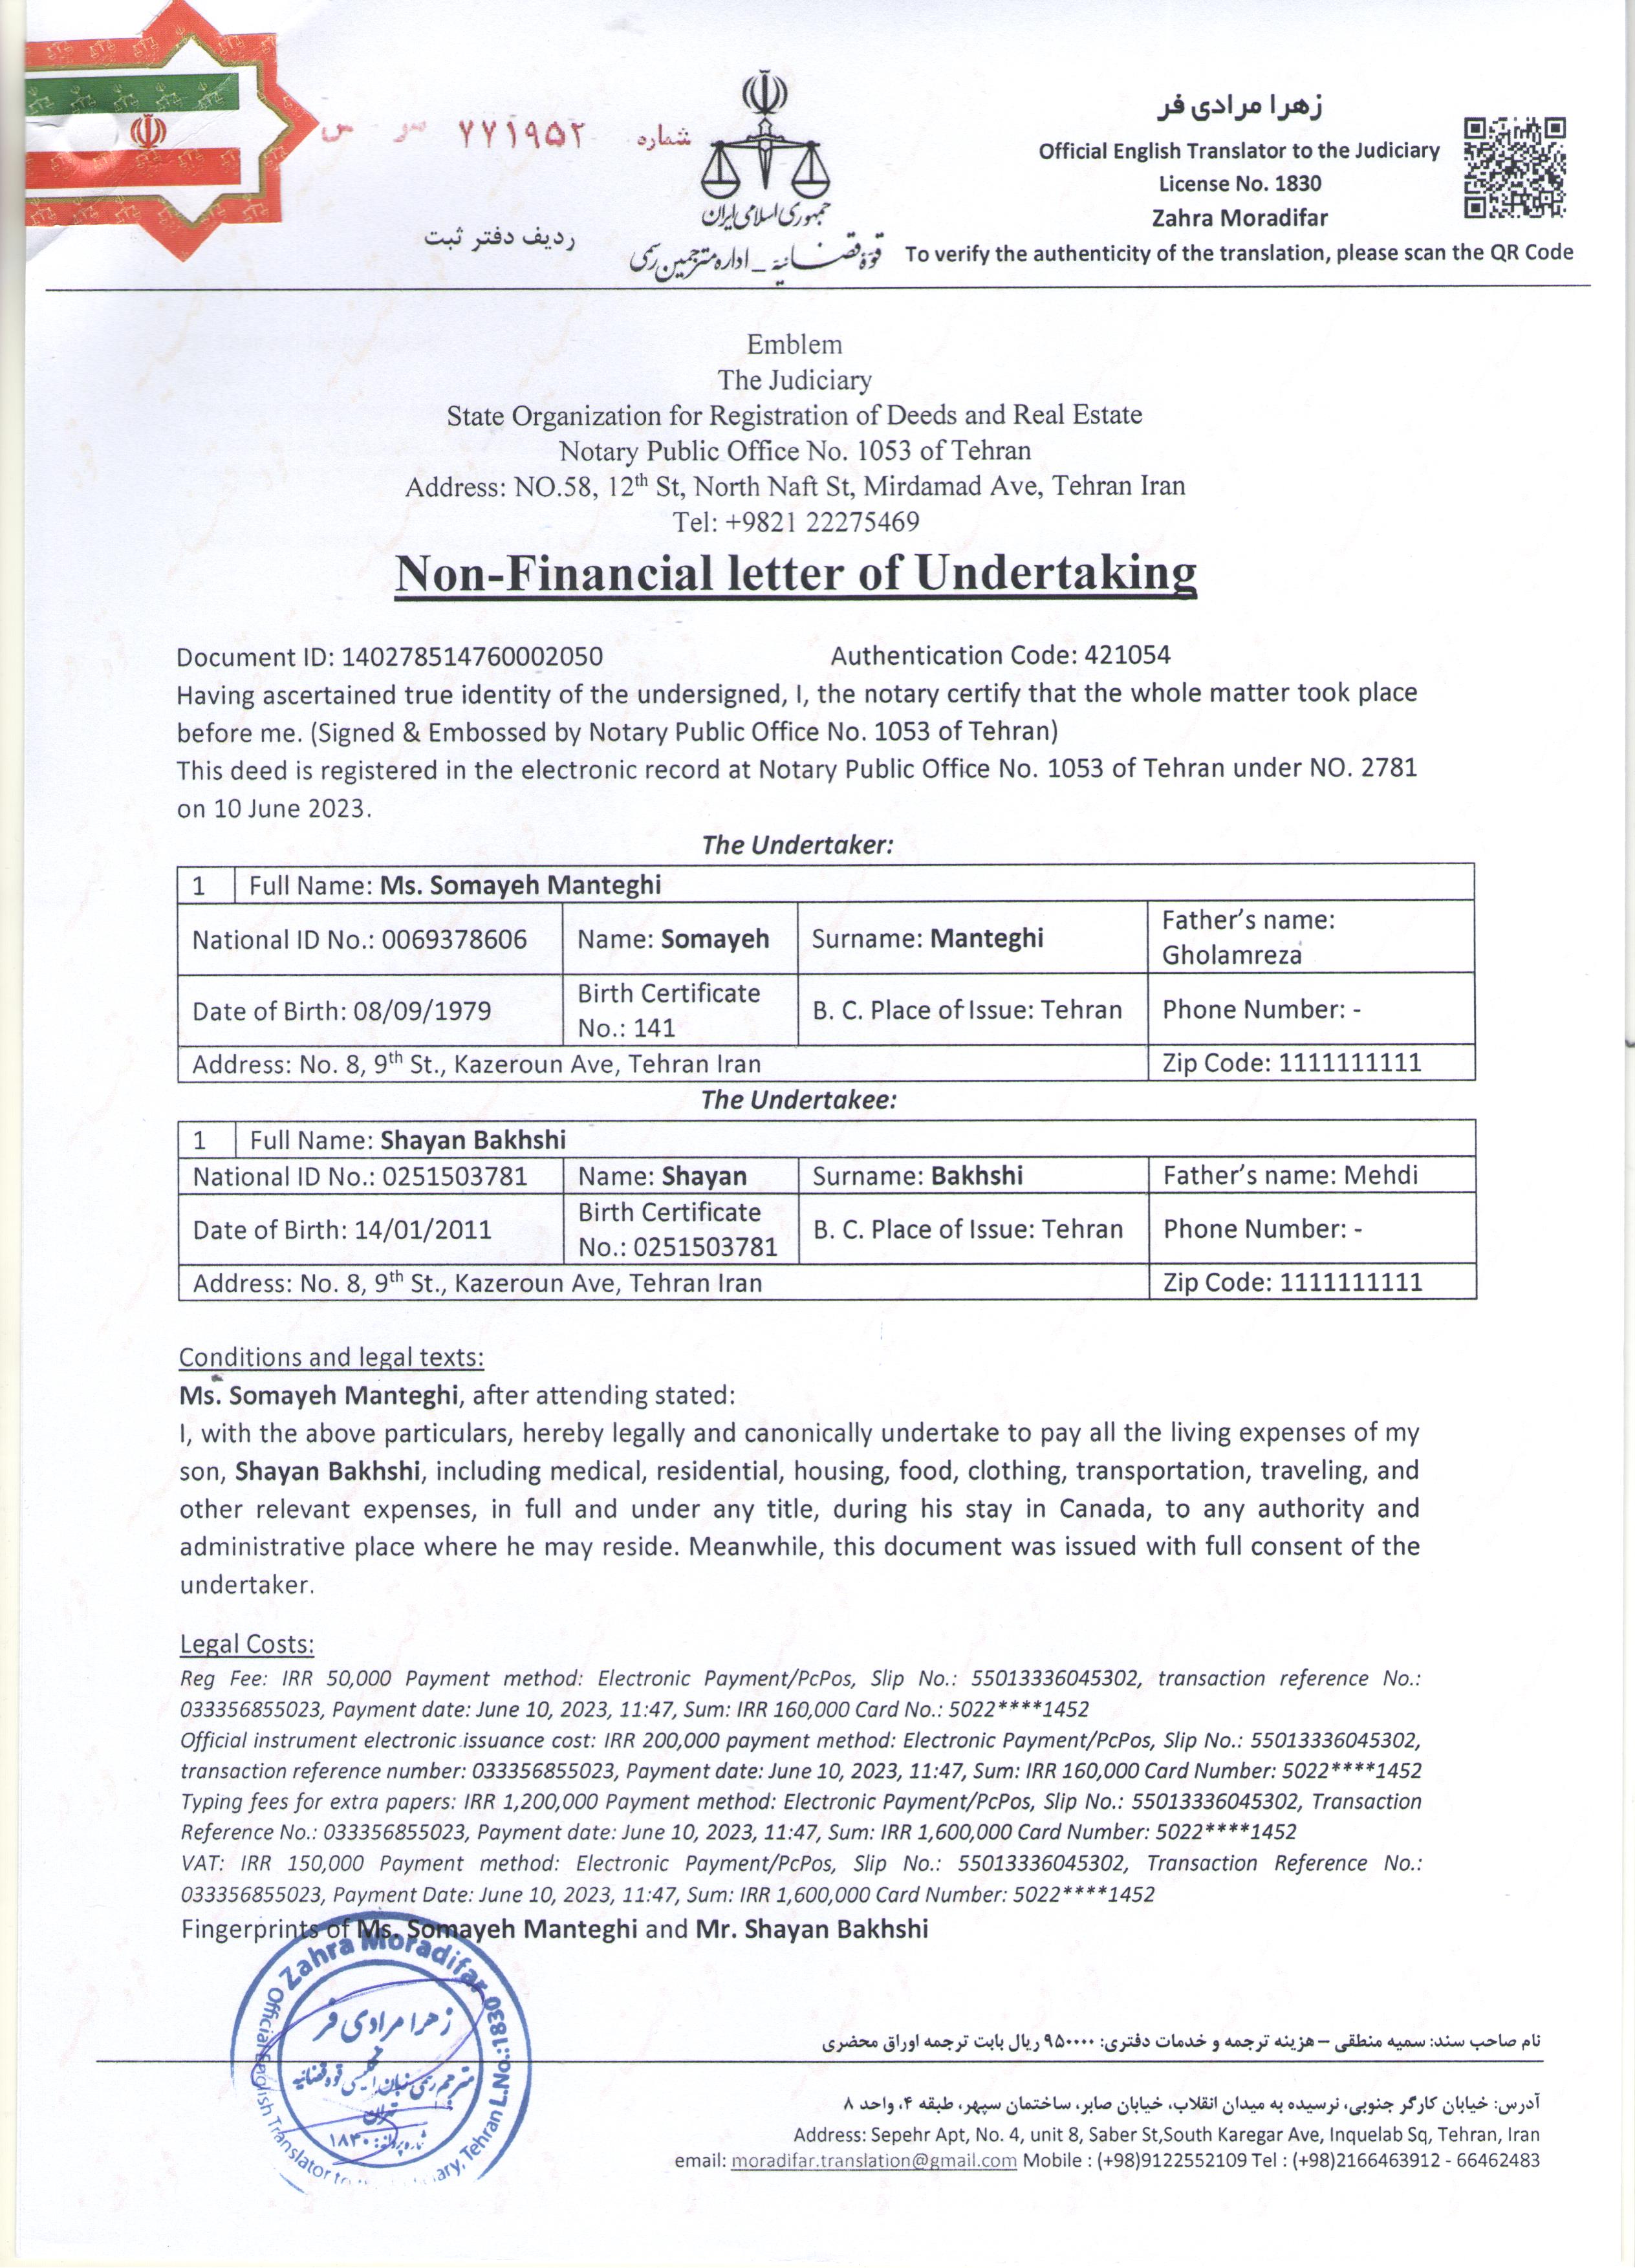 شماره ۷۷۱۹۵۲ س س
جمهوری اسلامی ایران
قوه قضائیه _ اداره مترجمین رسمی
ردیف دفتر ثبت
زهرا مرادی فر
Official English Translator to the Judiciary
License No. 1830
Zahra Moradifar
To verify the authenticity of the translation, please scan the QR Code
Emblem
The Judiciary
State Organization for Registration of Deeds and Real Estate
Notary Public Office No. 1053 of Tehran
Address: NO.58, 12th St, North Naft St, Mirdamad Ave, Tehran Iran
Tel: +9821 22275469
Non-Financial letter of Undertaking
Document ID: 140278514760002050 Authentication Code: 421054
Having ascertained true identity of the undersigned, I, the notary certify that the whole matter took place
before me. (Signed & Embossed by Notary Public Office No. 1053 of Tehran)
This deed is registered in the electronic record at Notary Public Office No. 1053 of Tehran under NO. 2781
on 10 June 2023.
The Undertaker:
1 Full Name: Ms. Somayeh Manteghi
National ID No.: 0069378606 Name: Somayeh Surname: Manteghi Father's name:
Gholamreza
Date of Birth: 08/09/1979 Birth Certificate
No.: 141 B. C. Place of Issue: Tehran Phone Number: -
Address: No. 8, 9th St., Kazeroun Ave, Tehran Iran Zip Code: 1111111111
The Undertakee:
1 Full Name: Shayan Bakhshi
National ID No.: 0251503781 Name: Shayan Surname: Bakhshi Father's name: Mehdi
Date of Birth: 14/01/2011 Birth Certificate
No.: 0251503781 B. C. Place of Issue: Tehran Phone Number: -
Address: No. 8, 9th St., Kazeroun Ave, Tehran Iran Zip Code: 1111111111
Conditions and legal texts:
Ms. Somayeh Manteghi, after attending stated:
I, with the above particulars, hereby legally and canonically undertake to pay all the living expenses of my
son, Shayan Bakhshi, including medical, residential, housing, food, clothing, transportation, traveling, and
other relevant expenses, in full and under any title, during his stay in Canada, to any authority and
administrative place where he may reside. Meanwhile, this document was issued with full consent of the
undertaker.
Legal Costs:
Reg Fee: IRR 50,000 Payment method: Electronic Payment/PcPos, Slip No.: 55013336045302, transaction reference No.:
033356855023, Payment date: June 10, 2023, 11:47, Sum: IRR 160,000 Card No.: 5022****1452
Official instrument electronic issuance cost: IRR 200,000 payment method: Electronic Payment/PcPos, Slip No.: 55013336045302,
transaction reference number: 033356855023, Payment date: June 10, 2023, 11:47, Sum: IRR 160,000 Card Number: 5022****1452
Typing fees for extra papers: IRR 1,200,000 Payment method: Electronic Payment/PcPos, Slip No.: 55013336045302, Transaction
Reference No.: 033356855023, Payment date: June 10, 2023, 11:47, Sum: IRR 1,600,000 Card Number: 5022****1452
VAT: IRR 150,000 Payment method: Electronic Payment/PcPos, Slip No.: 55013336045302, Transaction Reference No.:
033356855023, Payment Date: June 10, 2023, 11:47, Sum: IRR 1,600,000 Card Number: 5022****1452
Fingerprints of Ms. Somayeh Manteghi and Mr. Shayan Bakhshi
Zahra Moradifar L.No.:1830
Official English Translator to Tehran
زهرا مرادی فر
مترجم رسمی زبان انگلیسی قوه قضائیه
تهران
شماره پروانه: ۱۸۳۰
نام صاحب سند: سمیه منطقی – هزینه ترجمه و خدمات دفتری: ۹۵۰۰۰۰ ریال بابت ترجمه اوراق محضری
آدرس: خیابان کارگر جنوبی، نرسیده به میدان انقلاب، خیابان صابر، ساختمان سپهر، طبقه ۴، واحد ۸
Address: Sepehr Apt, No. 4, unit 8, Saber St,South Karegar Ave, Inquelab Sq, Tehran, Iran
email: moradifar.translation@gmail.com Mobile : (+98)9122552109 Tel : (+98)2166463912 - 66462483